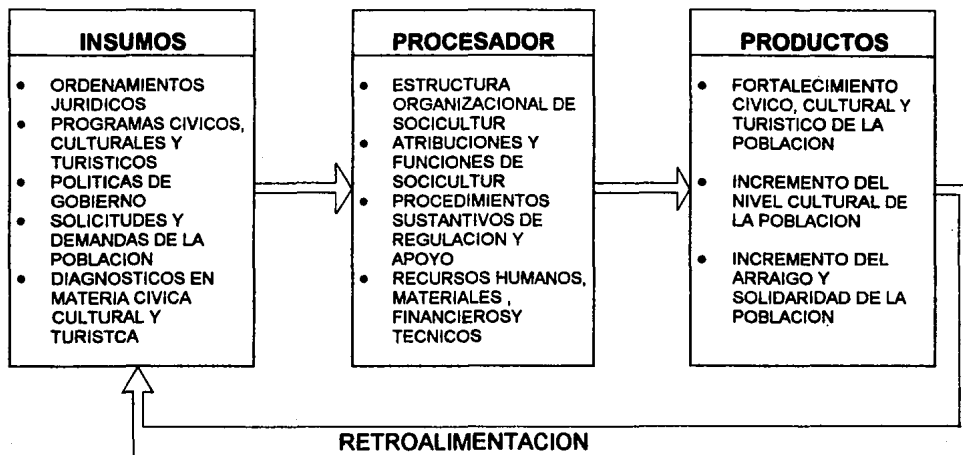 INSUMOS
• ORDENAMIENTOS
JURIDICOS
• PROGRAMAS CIVICOS,
CULTURALES Y
TURISTICOS
• POLITICAS DE
GOBIERNO
• SOLICITUDES Y
DEMANDAS DE LA
POBLACION
• DIAGNOSTICOS EN
MATERIA CIVICA
CULTURAL Y
TURISTCA
PROCESADOR
• ESTRUCTURA
ORGANIZACIONAL DE
SOCICULTUR
• ATRIBUCIONES Y
FUNCIONES DE
SOCICULTUR
• PROCEDIMIENTOS
SUSTANTIVOS DE
REGULACION Y
APOYO
• RECURSOS HUMANOS,
MATERIALES ,
FINANCIEROSY
TECNICOS
PRODUCTOS
• FORTALECIMIENTO
CIVICO, CULTURAL Y
TURISTICO DE LA
POBLACION
• INCREMENTO DEL
NIVEL CULTURAL DE
LA POBLACION
• INCREMENTO DEL
ARRAIGO Y
SOLIDARIDAD DE LA
POBLACION
RETROALIMENTACION